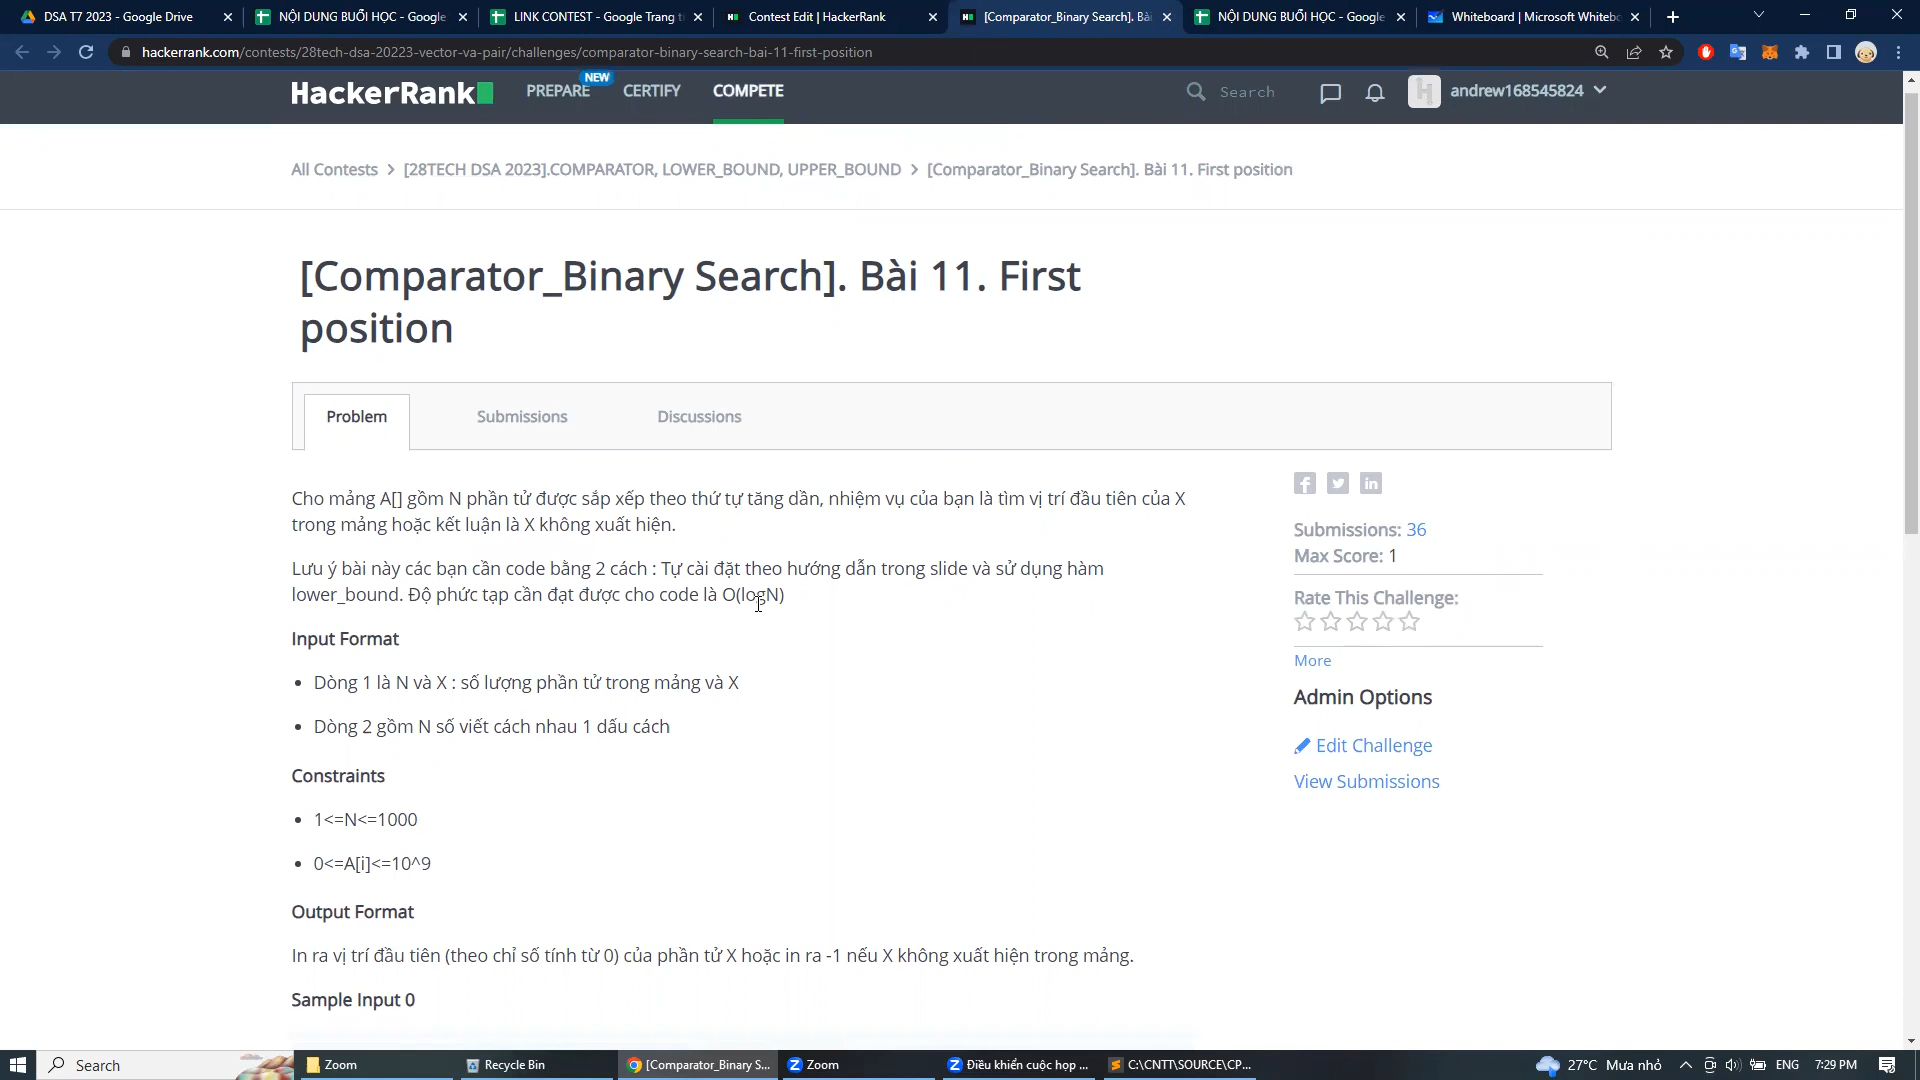 DSA T7 2023 - Google Drive
NỘI DUNG BUỔI HỌC - Google
LINK CONTEST - Google Trang t
Contest Edit | HackerRank
[Comparator_Binary Search]. Bà
NỘI DUNG BUỔI HỌC - Google
Whiteboard | Microsoft Whitebo
hackerrank.com/contests/28tech-dsa-20223-vector-va-pair/challenges/comparator-binary-search-bai-11-first-position
HackerRank
PREPARE
NEW
CERTIFY
COMPETE
Search
andrew168545824
All Contests > [28TECH DSA 2023].COMPARATOR, LOWER_BOUND, UPPER_BOUND > [Comparator_Binary Search]. Bài 11. First position
[Comparator_Binary Search]. Bài 11. First
position
Problem
Submissions
Discussions
Cho mảng A[] gồm N phần tử được sắp xếp theo thứ tự tăng dần, nhiệm vụ của bạn là tìm vị trí đầu tiên của X
trong mảng hoặc kết luận là X không xuất hiện.
Lưu ý bài này các bạn cần code bằng 2 cách : Tự cài đặt theo hướng dẫn trong slide và sử dụng hàm
lower_bound. Độ phức tạp cần đạt được cho code là O(logN)
Input Format
• Dòng 1 là N và X : số lượng phần tử trong mảng và X
• Dòng 2 gồm N số viết cách nhau 1 dấu cách
Constraints
• 1<=N<=1000
• 0<=A[i]<=10^9
Output Format
In ra vị trí đầu tiên (theo chỉ số tính từ 0) của phần tử X hoặc in ra -1 nếu X không xuất hiện trong mảng.
Sample Input 0
Submissions: 36
Max Score: 1
Rate This Challenge:
More
Admin Options
Edit Challenge
View Submissions
Search
Zoom
Recycle Bin
[Comparator_Binary S...
Zoom
Điều khiển cuộc họp ...
C:\CNTT\SOURCE\CP...
27°C Mưa nhỏ
ENG
7:29 PM